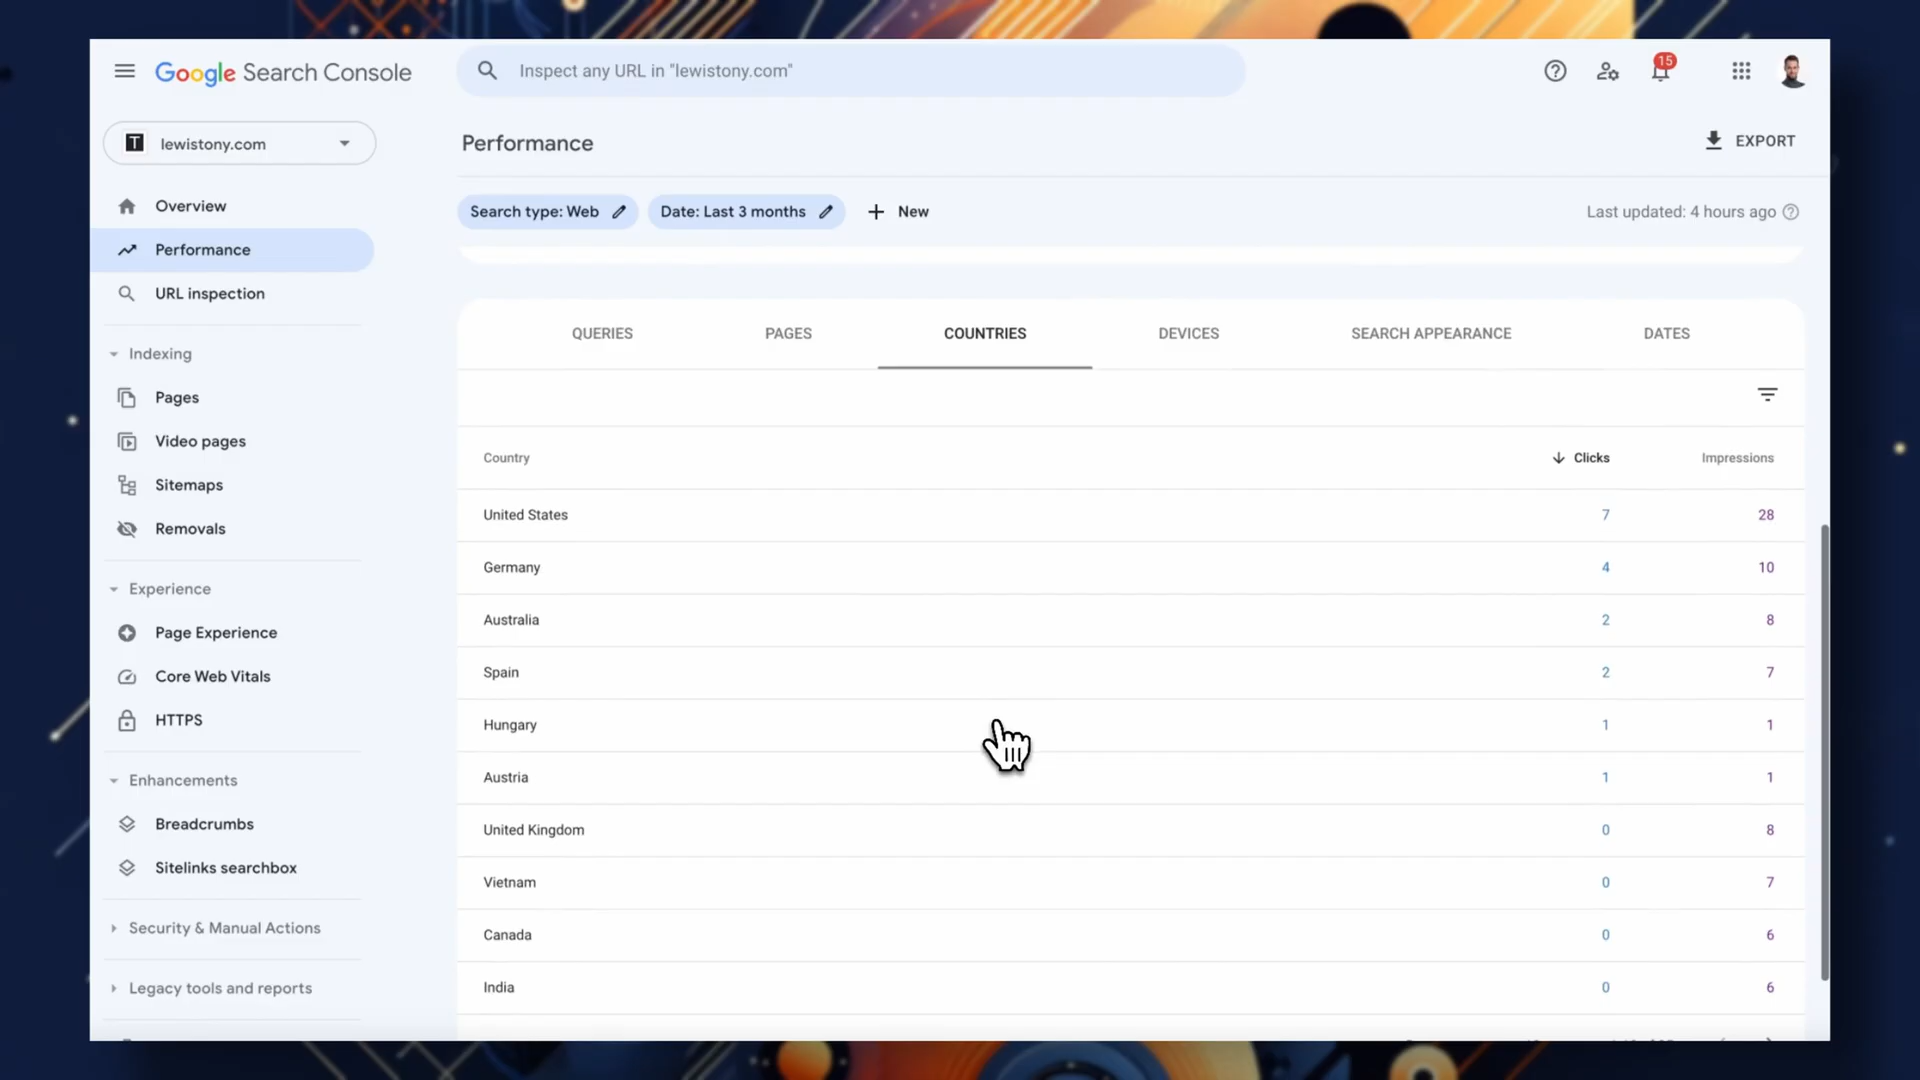 Google Search Console
Inspect any URL in "lewistony.com"
15
T lewistony.com
Performance
EXPORT
Overview
Performance
URL inspection
Indexing
Pages
Video pages
Sitemaps
Removals
Experience
Page Experience
Core Web Vitals
HTTPS
Enhancements
Breadcrumbs
Sitelinks searchbox
Security & Manual Actions
Legacy tools and reports
Search type: Web
Date: Last 3 months
New
Last updated: 4 hours ago
QUERIES PAGES COUNTRIES DEVICES SEARCH APPEARANCE DATES
Country Clicks Impressions
United States 7 28
Germany 4 10
Australia 2 8
Spain 2 7
Hungary 1 1
Austria 1 1
United Kingdom 0 8
Vietnam 0 7
Canada 0 6
India 0 6